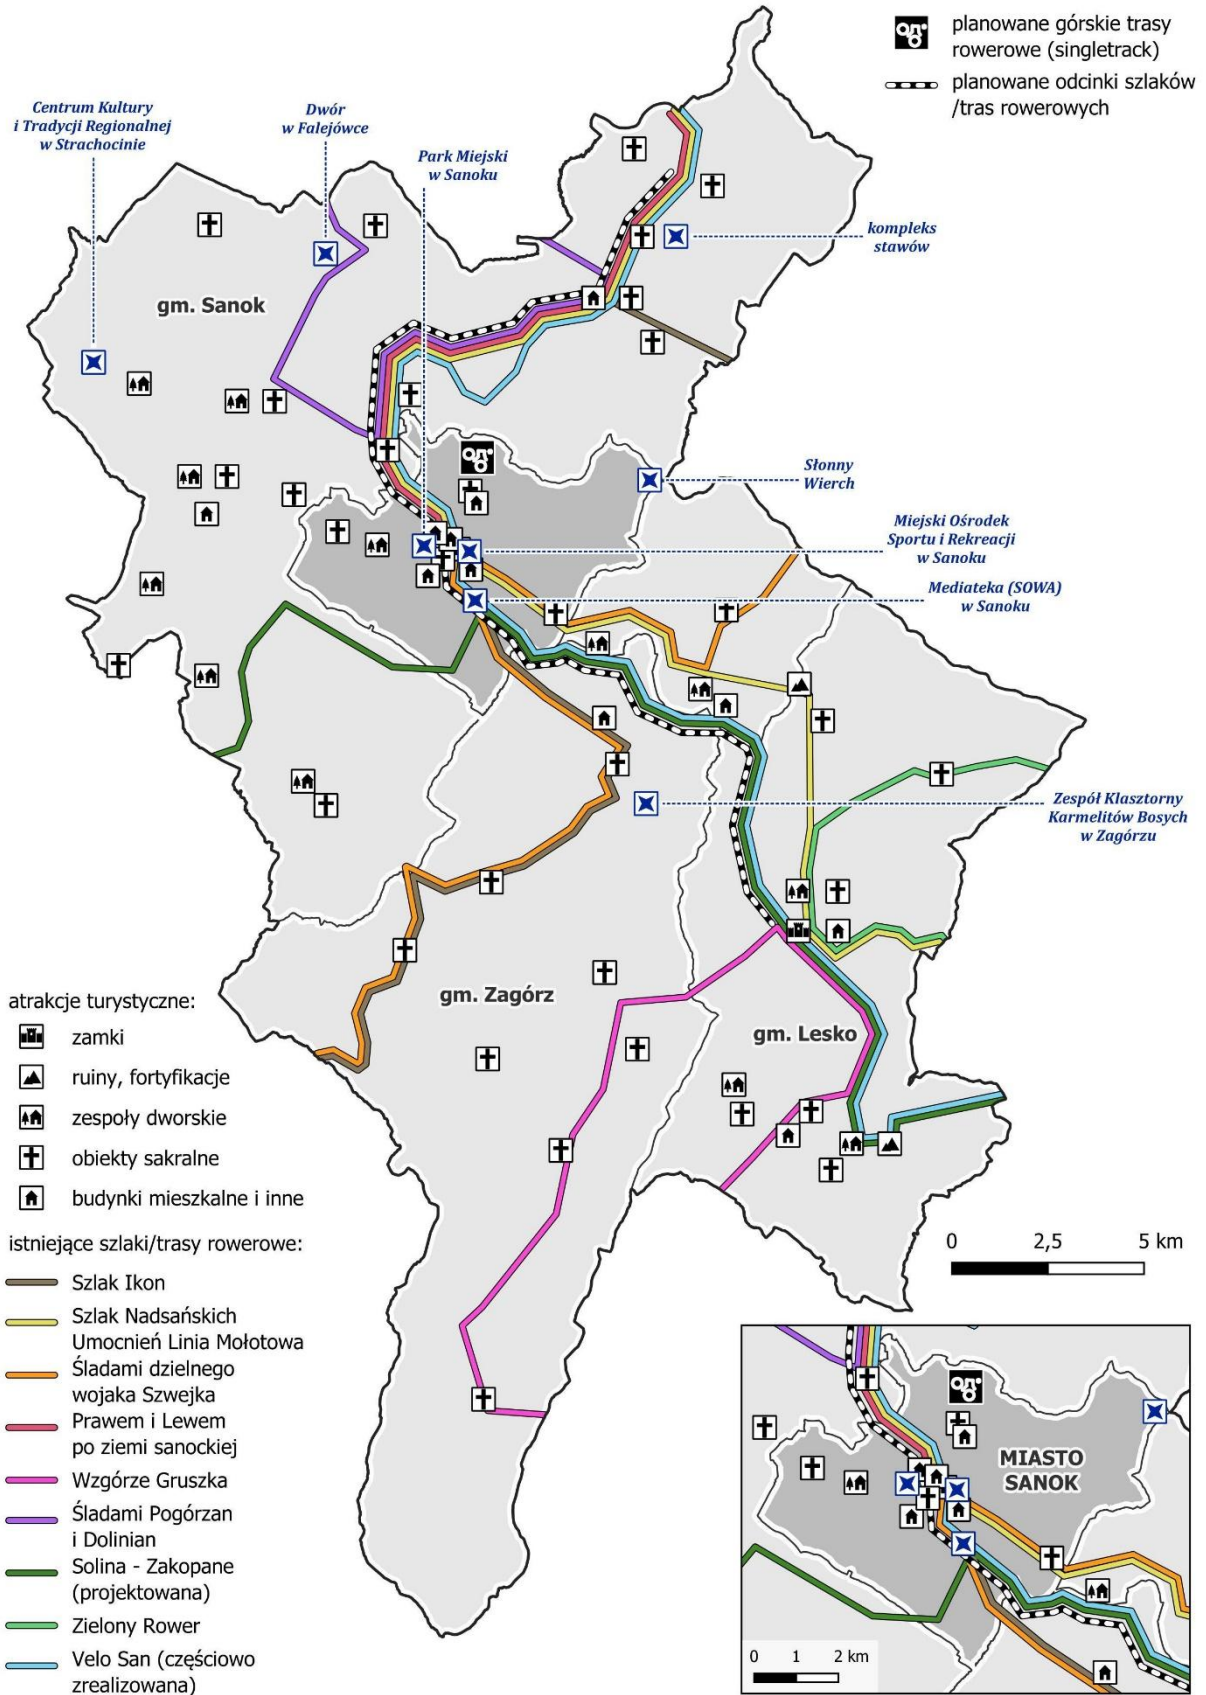 planowane górskie trasy
rowerowe (singletrack)
planowane odcinki szlaków
/tras rowerowych
Centrum Kultury
i Tradycji Regionalnej
w Strachocinie
Dwór
w Falejówce
Park Miejski
w Sanoku
kompleks
stawów
gm. Sanok
Słonny
Wierch
Miejski Ośrodek
Sportu i Rekreacji
w Sanoku
Mediateka (SOWA)
w Sanoku
Zespół Klasztorny
Karmelitów Bosych
w Zagórzu
gm. Zagórz
gm. Lesko
atrakcje turystyczne:
zamki
ruiny, fortyfikacje
zespoły dworskie
obiekty sakralne
budynki mieszkalne i inne
istniejące szlaki/trasy rowerowe:
Szlak Ikon
Szlak Nadsańskich
Umocnień Linia Mołotowa
Śladami dzielnego
wojaka Szwejka
Prawem i Lewem
po ziemi sanockiej
Wzgórze Gruszka
Śladami Pogórzan
i Dolinian
Solina - Zakopane
(projektowana)
Zielony Rower
Velo San (częściowo
zrealizowana)
0 2,5 5 km
MIASTO
SANOK
0 1 2 km